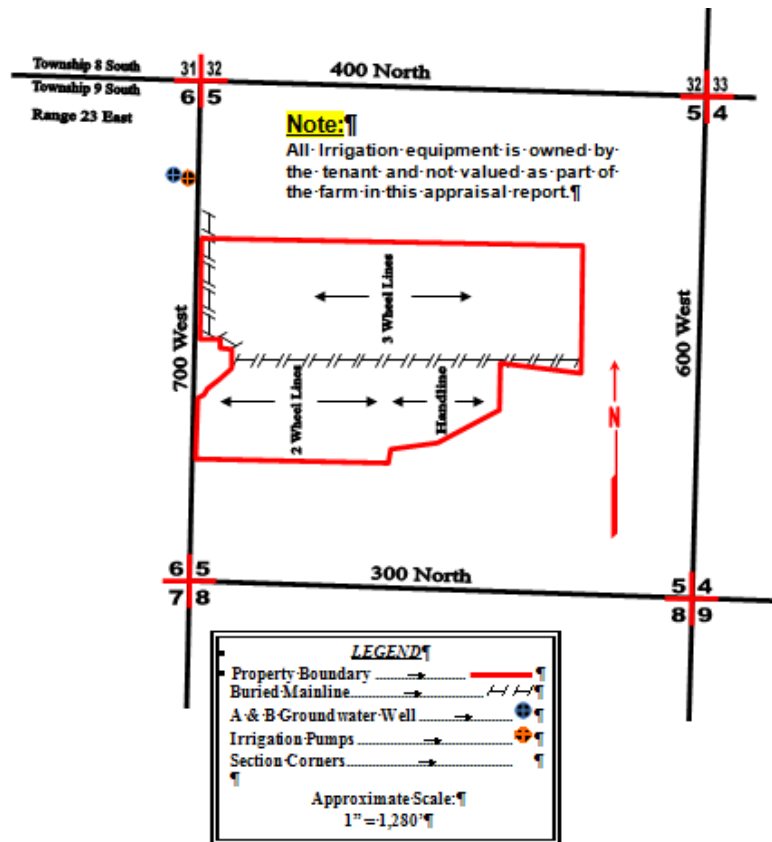 Township 8 South
31 32
400 North
Township 9 South
6 5
32 33
5 4
Range 23 East
Note:¶
All·Irrigation·equipment·is·owned·by·
the·tenant·and·not·valued·as·part·of·
the·farm·in·this·appraisal·report.¶
3 Wheel Lines
700 West
600 West
2 Wheel Lines
Handline
N
6 5
7 8
300 North
5 4
8 9
LEGEND¶
Property·Boundary ¶
Buried·Mainline ¶
A·&·B·Groundwater·Well ¶
Irrigation·Pumps ¶
Section·Corners ¶
¶
Approximate·Scale:¶
1"·=·1,280'¶